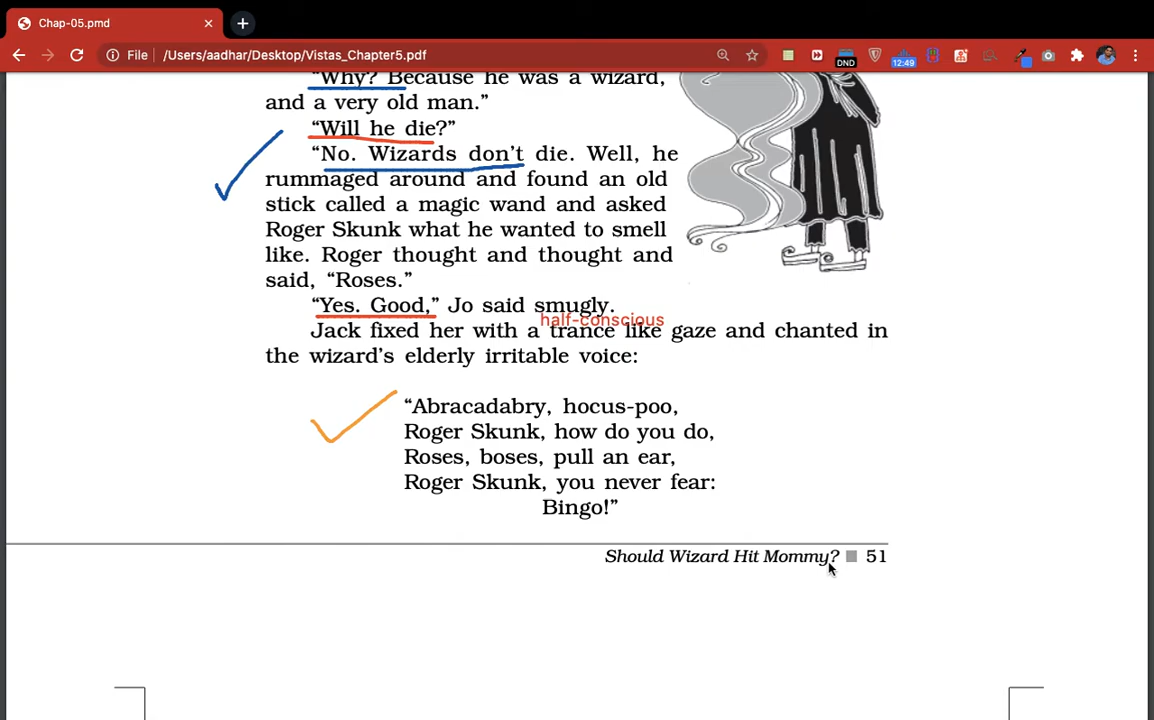 Chap-05.pmd
File /Users/aadhar/Desktop/Vistas_Chapter5.pdf
DND
12:49
“Why? Because he was a wizard,
and a very old man.”
“Will he die?”
“No. Wizards don’t die. Well, he
rummaged around and found an old
stick called a magic wand and asked
Roger Skunk what he wanted to smell
like. Roger thought and thought and
said, “Roses.”
“Yes. Good,” Jo said smugly.
half-conscious
Jack fixed her with a trance like gaze and chanted in
the wizard’s elderly irritable voice:
“Abracadabry, hocus-poo,
Roger Skunk, how do you do,
Roses, boses, pull an ear,
Roger Skunk, you never fear:
Bingo!”
Should Wizard Hit Mommy? 51